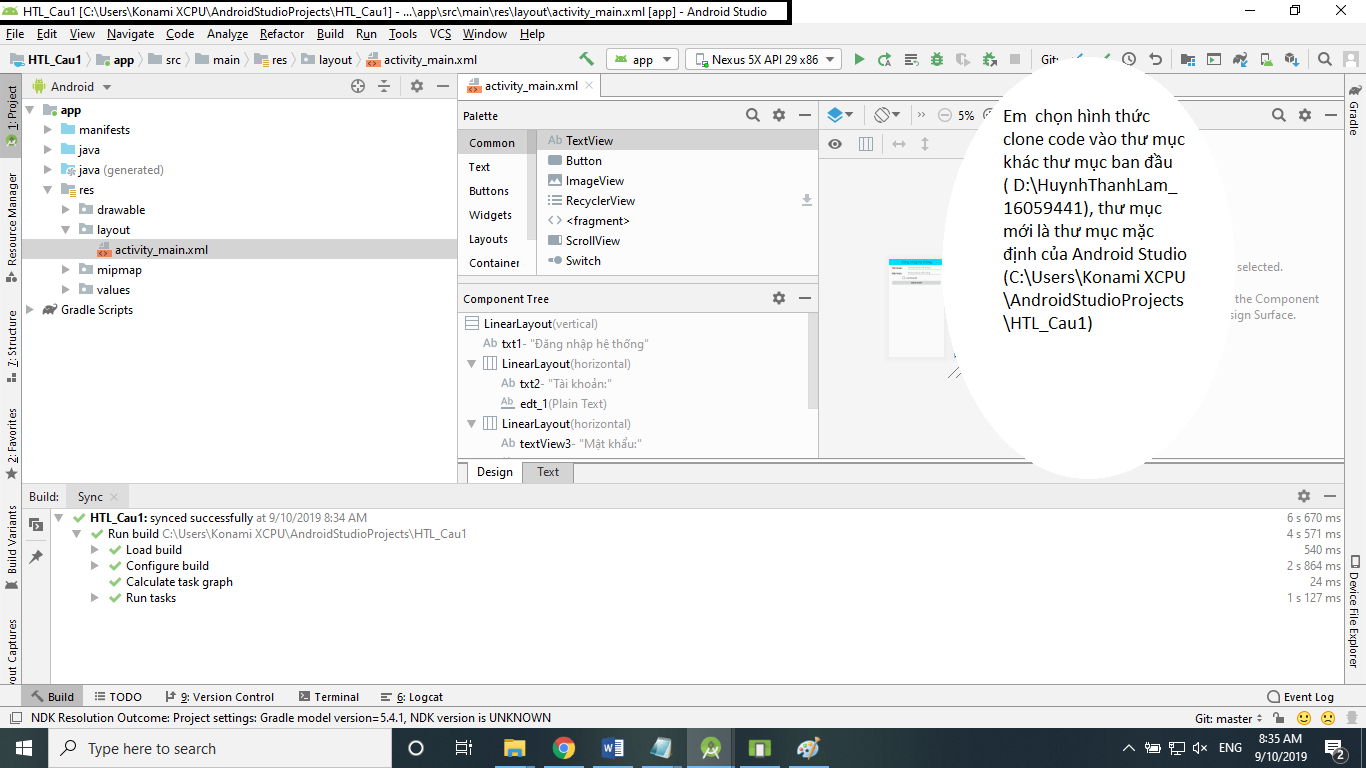 HTL_Cau1 [C:\Users\Konami XCPU\AndroidStudioProjects\HTL_Cau1] - ...\app\src\main\res\layout\activity_main.xml [app] - Android Studio
File Edit View Navigate Code Analyze Refactor Build Run Tools VCS Window Help
HTL_Cau1 app src main res layout activity_main.xml app Nexus 5X API 29 x86 Git:
Android
activity_main.xml
1: Project
Resource Manager
7: Structure
2: Favorites
Build Variants
yout Captures
app
manifests
java
java (generated)
res
drawable
layout
activity_main.xml
mipmap
values
Gradle Scripts
Palette
Common
Text
Buttons
Widgets
Layouts
Container
Ab TextView
Button
ImageView
RecyclerView
<> <fragment>
ScrollView
Switch
Component Tree
LinearLayout(vertical)
Ab txt1- "Đăng nhập hệ thống"
LinearLayout(horizontal)
Ab txt2- "Tài khoản:"
Ab edt_1(Plain Text)
LinearLayout(horizontal)
Ab textView3- "Mật khẩu:"
Design Text
» 5%
Em chọn hình thức
clone code vào thư mục
khác thư mục ban đầu
( D:\HuynhThanhLam_
16059441), thư mục
mới là thư mục mặc
định của Android Studio
(C:\Users\Konami XCPU
\AndroidStudioProjects
\HTL_Cau1)
selected.
the Component
sign Surface.
Gradle
Device File Explorer
Build: Sync
HTL_Cau1: synced successfully at 9/10/2019 8:34 AM 6 s 670 ms
Run build C:\Users\Konami XCPU\AndroidStudioProjects\HTL_Cau1 4 s 571 ms
Load build 540 ms
Configure build 2 s 864 ms
Calculate task graph 24 ms
Run tasks 1 s 127 ms
Build TODO 9: Version Control Terminal 6: Logcat Event Log
NDK Resolution Outcome: Project settings: Gradle model version=5.4.1, NDK version is UNKNOWN Git: master
Type here to search
ENG
8:35 AM
9/10/2019
2